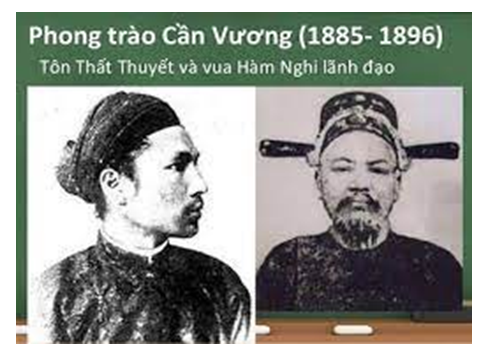 Phong trào Cần Vương (1885- 1896)
Tôn Thất Thuyết và vua Hàm Nghi lãnh đạo